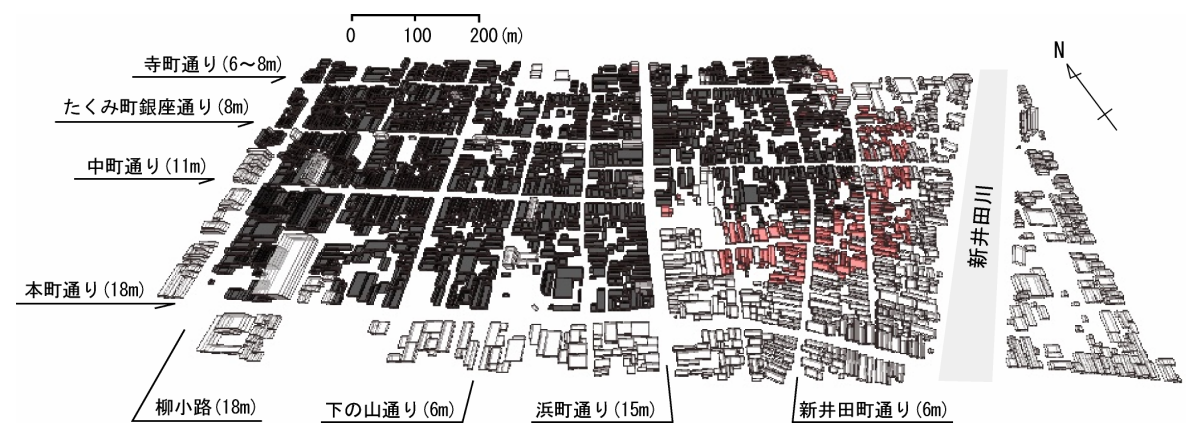 0 100 200(m)
N
寺町通り(6～8m)
たくみ町銀座通り(8m)
中町通り(11m)
新井田川
本町通り(18m)
柳小路(18m)
下の山通り(6m)
浜町通り(15m)
新井田町通り(6m)